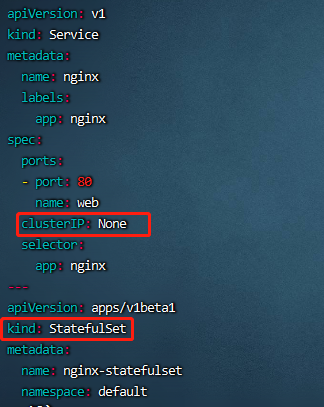 apiVersion: v1
kind: Service
metadata:
  name: nginx
  labels:
    app: nginx
spec:
  ports:
  - port: 80
    name: web
  clusterIP: None
  selector:
    app: nginx
---
apiVersion: apps/v1beta1
kind: StatefulSet
metadata:
  name: nginx-statefulset
  namespace: default